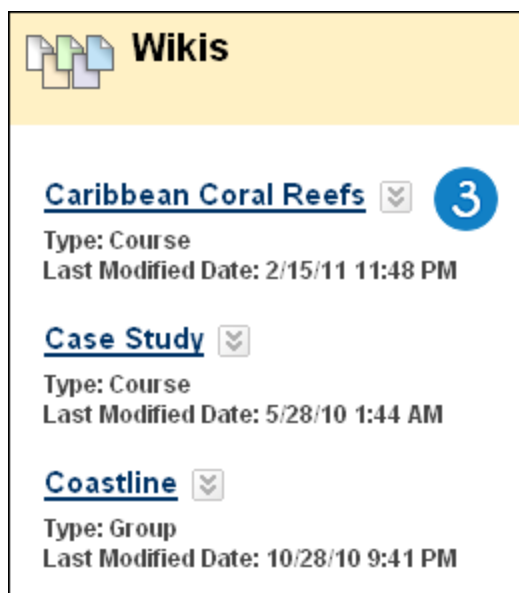 Wikis
Caribbean Coral Reefs 3
Type: Course
Last Modified Date: 2/15/11 11:48 PM
Case Study
Type: Course
Last Modified Date: 5/28/10 1:44 AM
Coastline
Type: Group
Last Modified Date: 10/28/10 9:41 PM